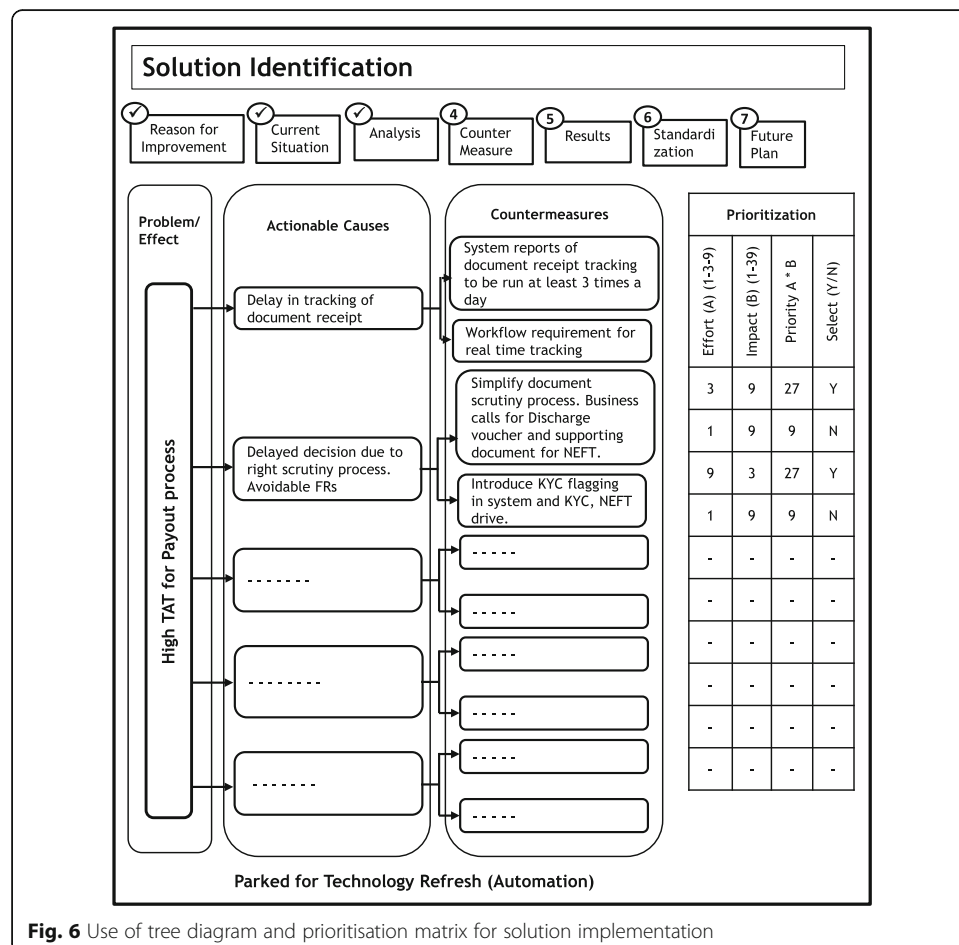 Solution Identification
✓
Reason for
Improvement
✓
Current
Situation
✓
Analysis
4
Counter
Measure
5
Results
6
Standardi
zation
7
Future
Plan
Problem/
Effect
High TAT for Payout process
Actionable Causes
Delay in tracking of
document receipt
Delayed decision due to
right scrutiny process.
Avoidable FRs
- - - - - - -
- - - - - - - -
- - - - - - -
Countermeasures
System reports of
document receipt tracking
to be run at least 3 times a
day
Workflow requirement for
real time tracking
Simplify document
scrutiny process. Business
calls for Discharge
voucher and supporting
document for NEFT.
Introduce KYC flagging
in system and KYC, NEFT
drive.
- - - - -
- - - - -
- - - - -
- - - - -
- - - - -
- - - - -
Prioritization
Effort (A) (1-3-9)
Impact (B) (1-39)
Priority A * B
Select (Y/N)
3 9 27 Y
1 9 9 N
9 3 27 Y
1 9 9 N
- - - -
- - - -
- - - -
- - - -
- - - -
- - - -
Parked for Technology Refresh (Automation)
Fig. 6 Use of tree diagram and prioritisation matrix for solution implementation